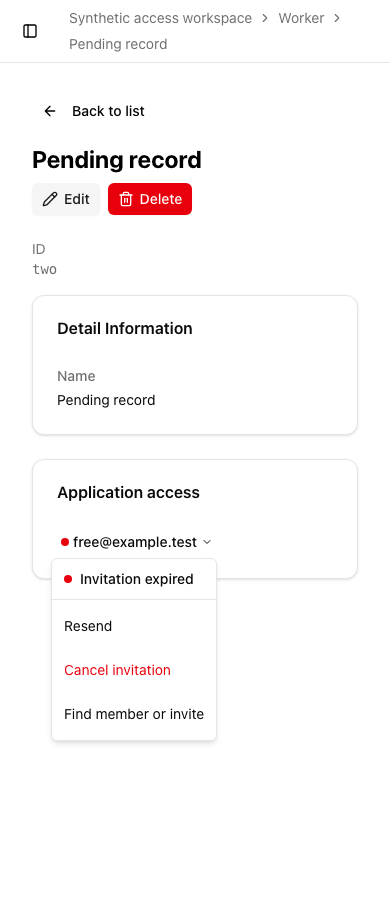 Synthetic access workspace > Worker >
Pending record
Back to list
Pending record
Edit Delete
ID
two
Detail Information
Name
Pending record
Application access
free@example.test
Invitation expired
Resend
Cancel invitation
Find member or invite